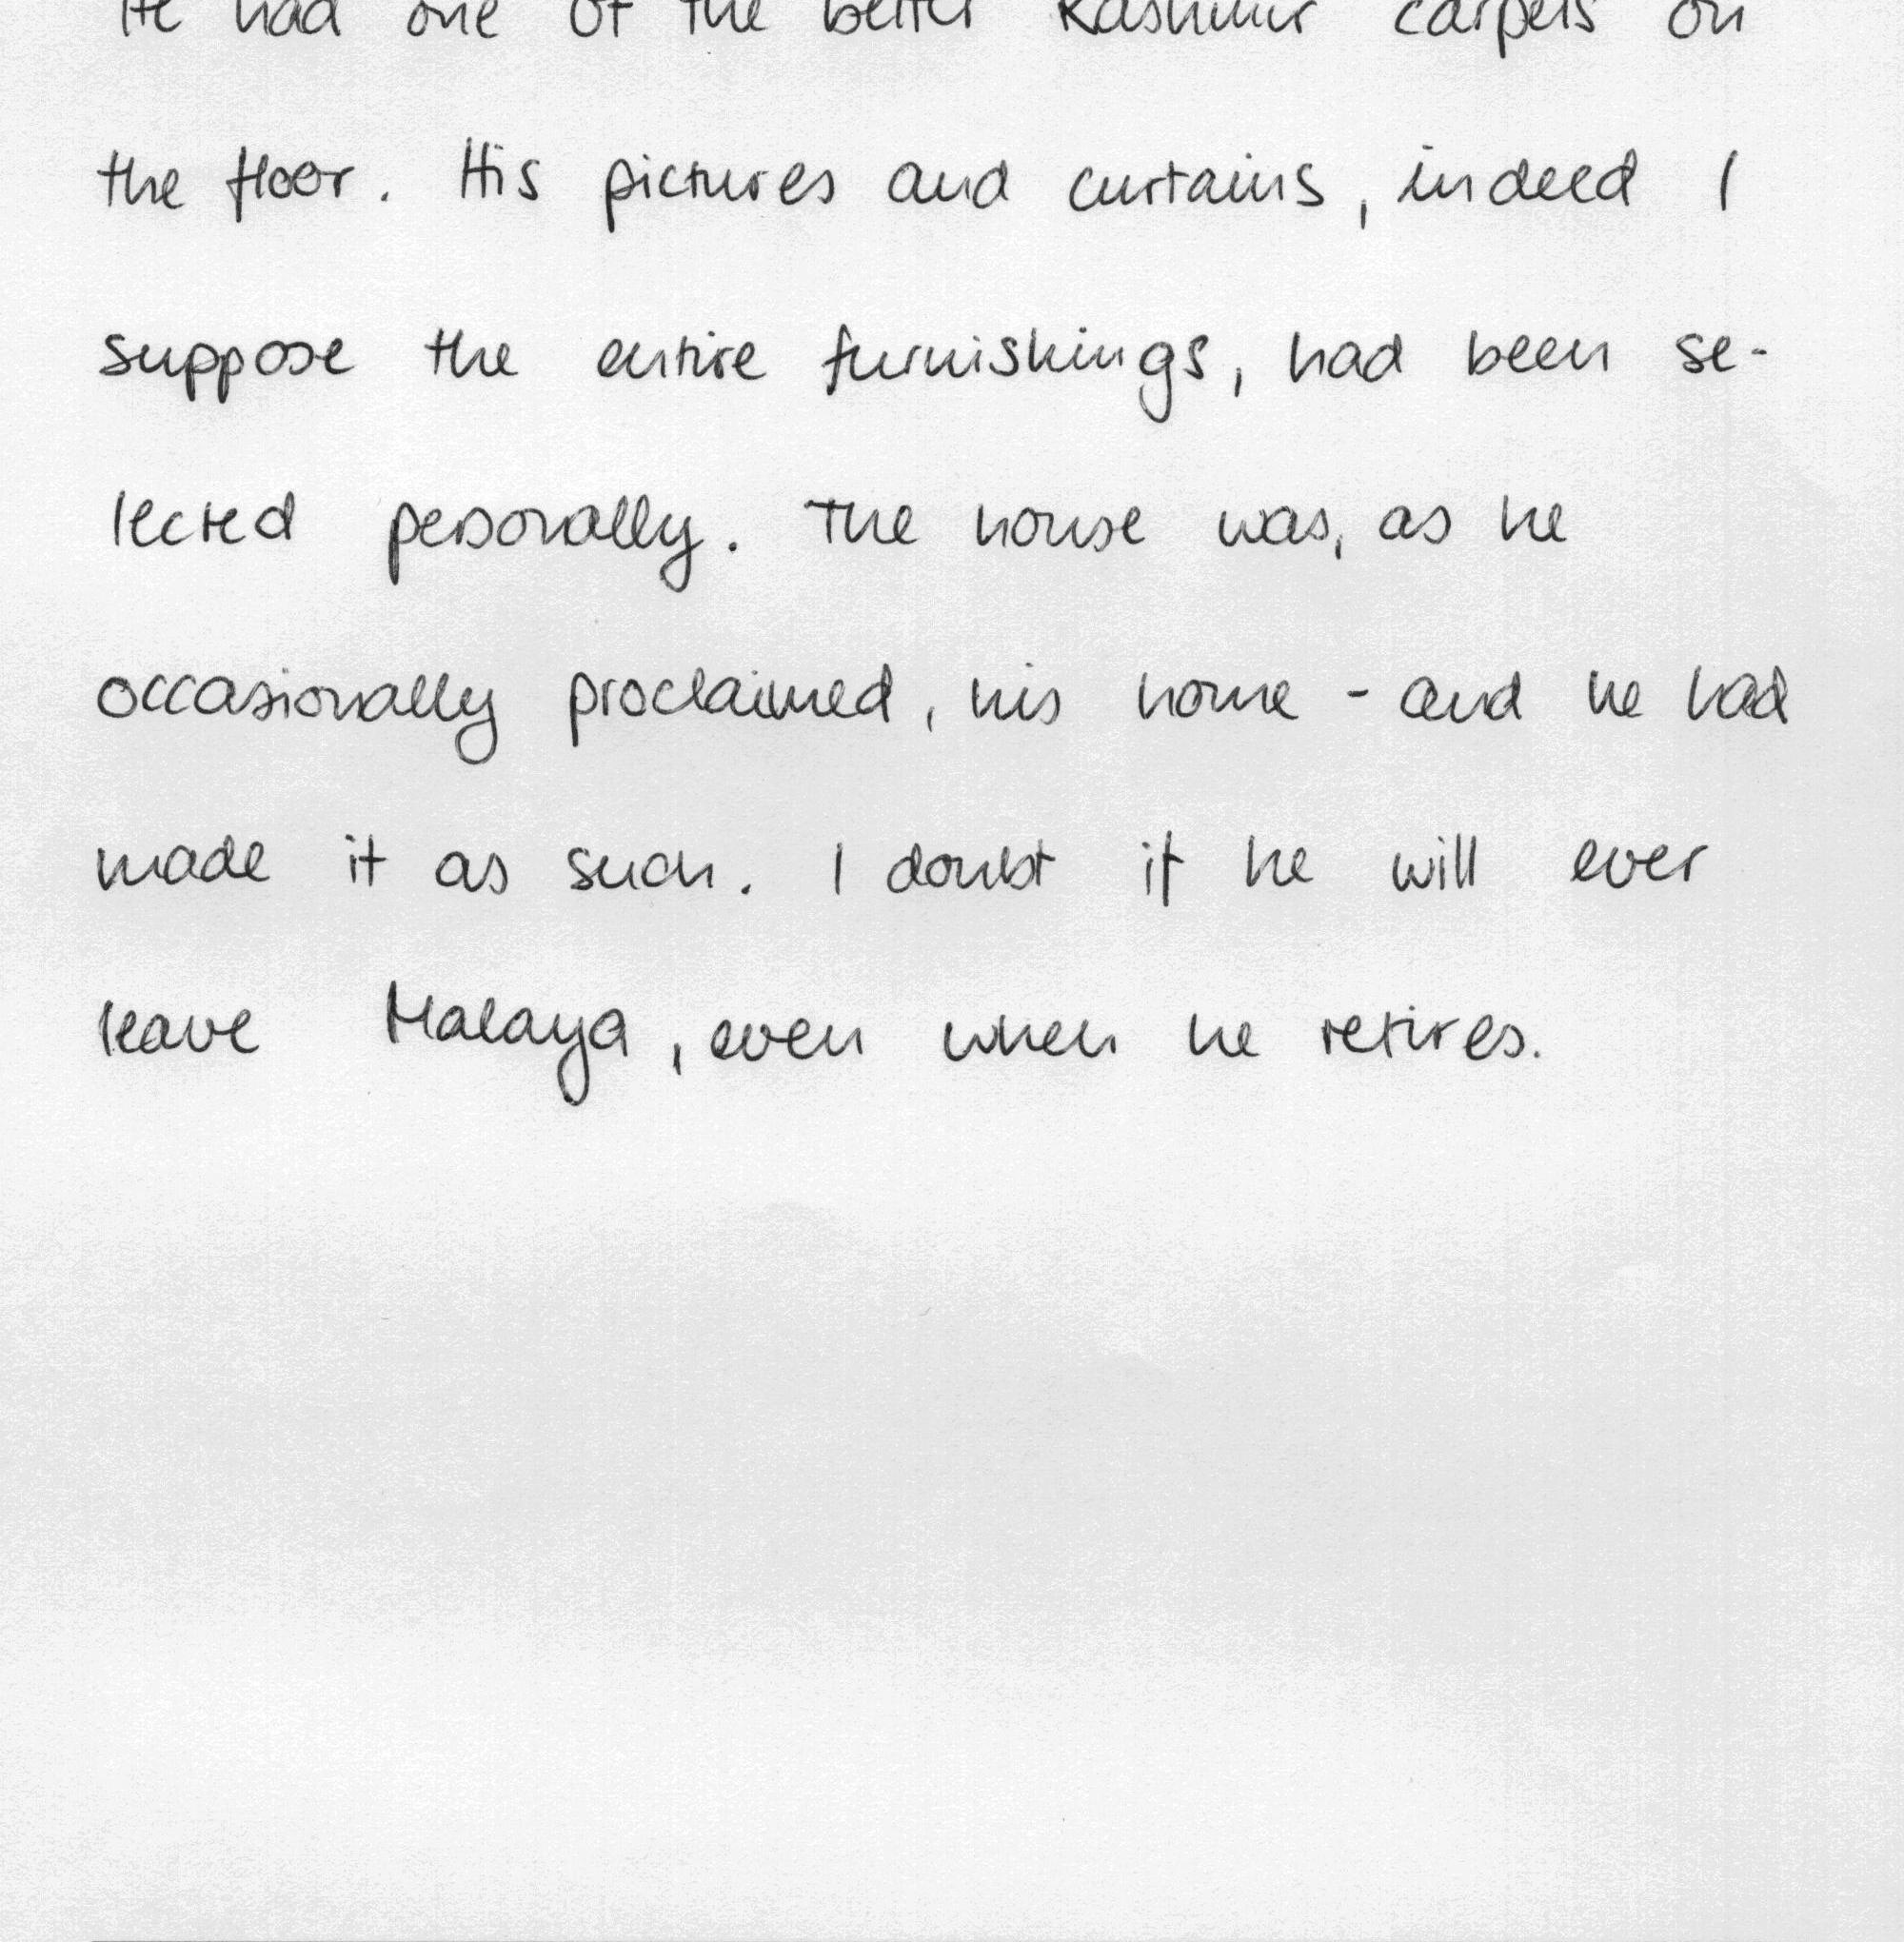 He had one of the better Kashmir carpets on
the floor. His pictures and curtains, indeed I
suppose the entire furnishings, had been se-
lected personally. The house was, as he
occasionally proclaimed, his home - and he had
made it as such. I doubt if he will ever
leave Malaya, even when he retires.